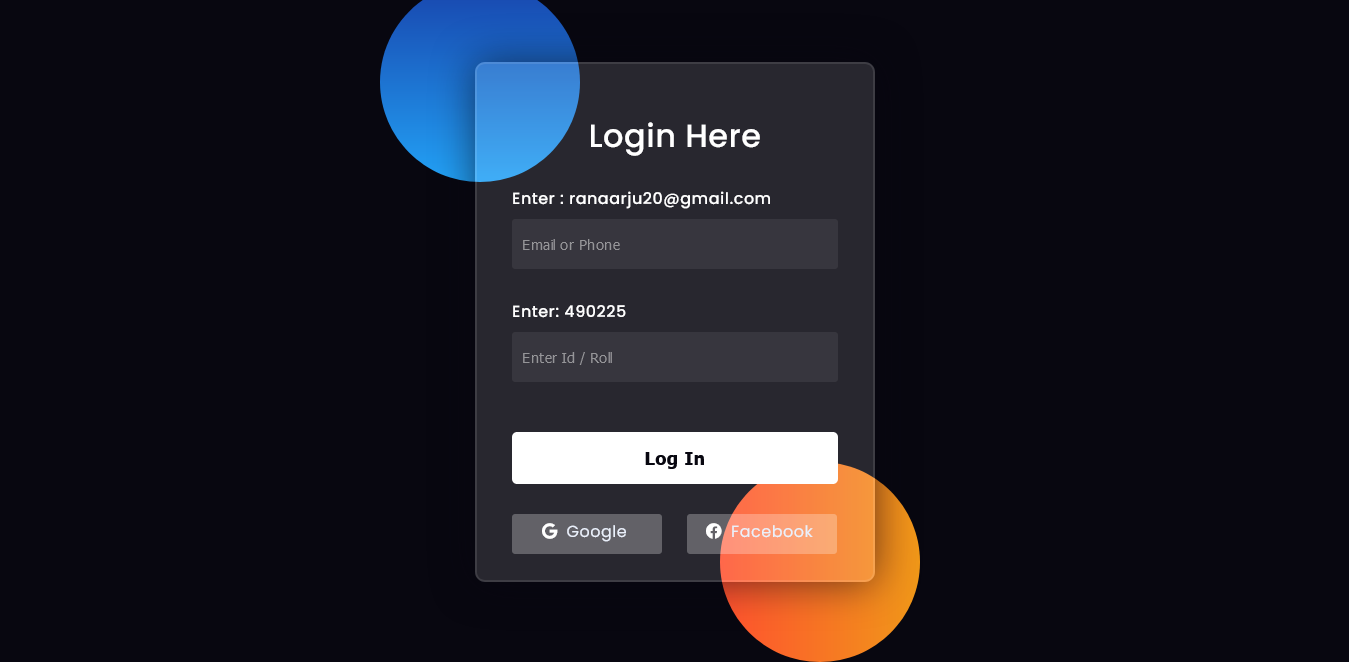 Login Here
Enter : ranaarju20@gmail.com
Email or Phone
Enter: 490225
Enter Id / Roll
Log In
Google Facebook